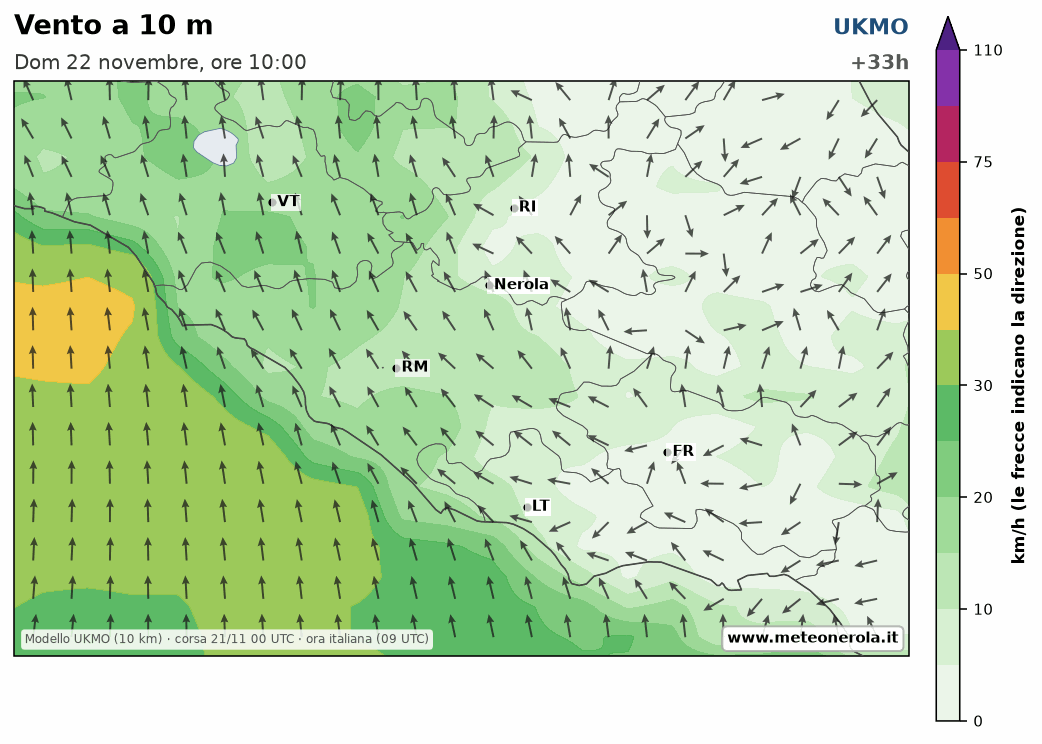 Vento a 10 m
UKMO
Dom 22 novembre, ore 10:00
+33h
VT
RI
Nerola
RM
FR
LT
Modello UKMO (10 km) · corsa 21/11 00 UTC · ora italiana (09 UTC)
www.meteonerola.it
110
75
50
30
20
10
0
km/h (le frecce indicano la direzione)